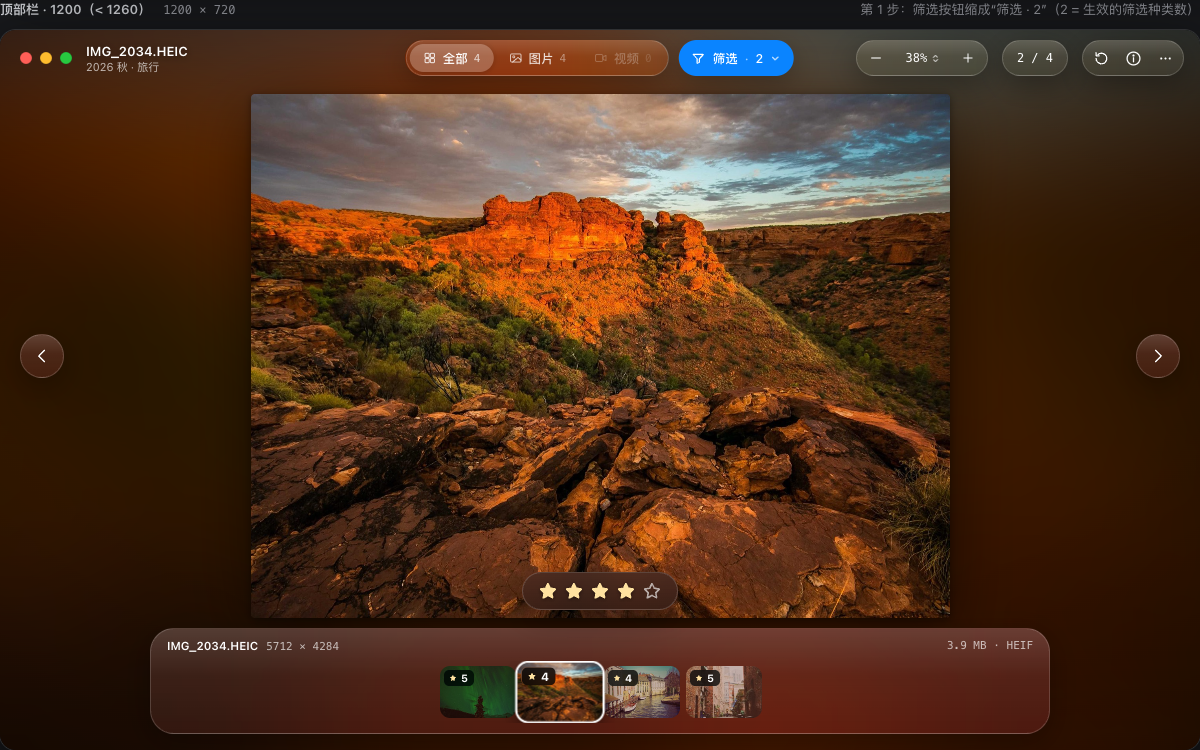 顶部栏 · 1200（< 1260） 1200 × 720
第 1 步：筛选按钮缩成“筛选 · 2”（2 = 生效的筛选种类数）
IMG_2034.HEIC
2026 秋 · 旅行
全部 4 图片 4 视频 0
筛选 · 2
38%
2 / 4
IMG_2034.HEIC 5712 × 4284
3.9 MB · HEIF
5
4
4
5